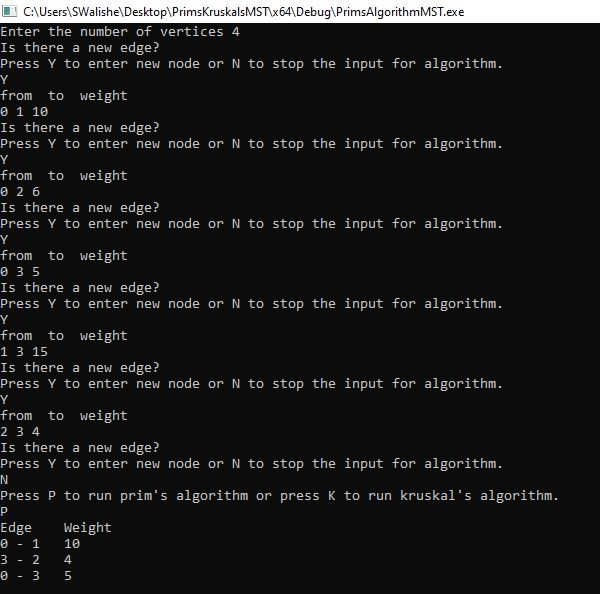 C:\Users\SWalishe\Desktop\PrimsKruskalsMST\x64\Debug\PrimsAlgorithmMST.exe
Enter the number of vertices 4
Is there a new edge?
Press Y to enter new node or N to stop the input for algorithm.
Y
from  to  weight
0 1 10
Is there a new edge?
Press Y to enter new node or N to stop the input for algorithm.
Y
from  to  weight
0 2 6
Is there a new edge?
Press Y to enter new node or N to stop the input for algorithm.
Y
from  to  weight
0 3 5
Is there a new edge?
Press Y to enter new node or N to stop the input for algorithm.
Y
from  to  weight
1 3 15
Is there a new edge?
Press Y to enter new node or N to stop the input for algorithm.
Y
from  to  weight
2 3 4
Is there a new edge?
Press Y to enter new node or N to stop the input for algorithm.
N
Press P to run prim's algorithm or press K to run kruskal's algorithm.
P
Edge    Weight
0 - 1   10
3 - 2   4
0 - 3   5